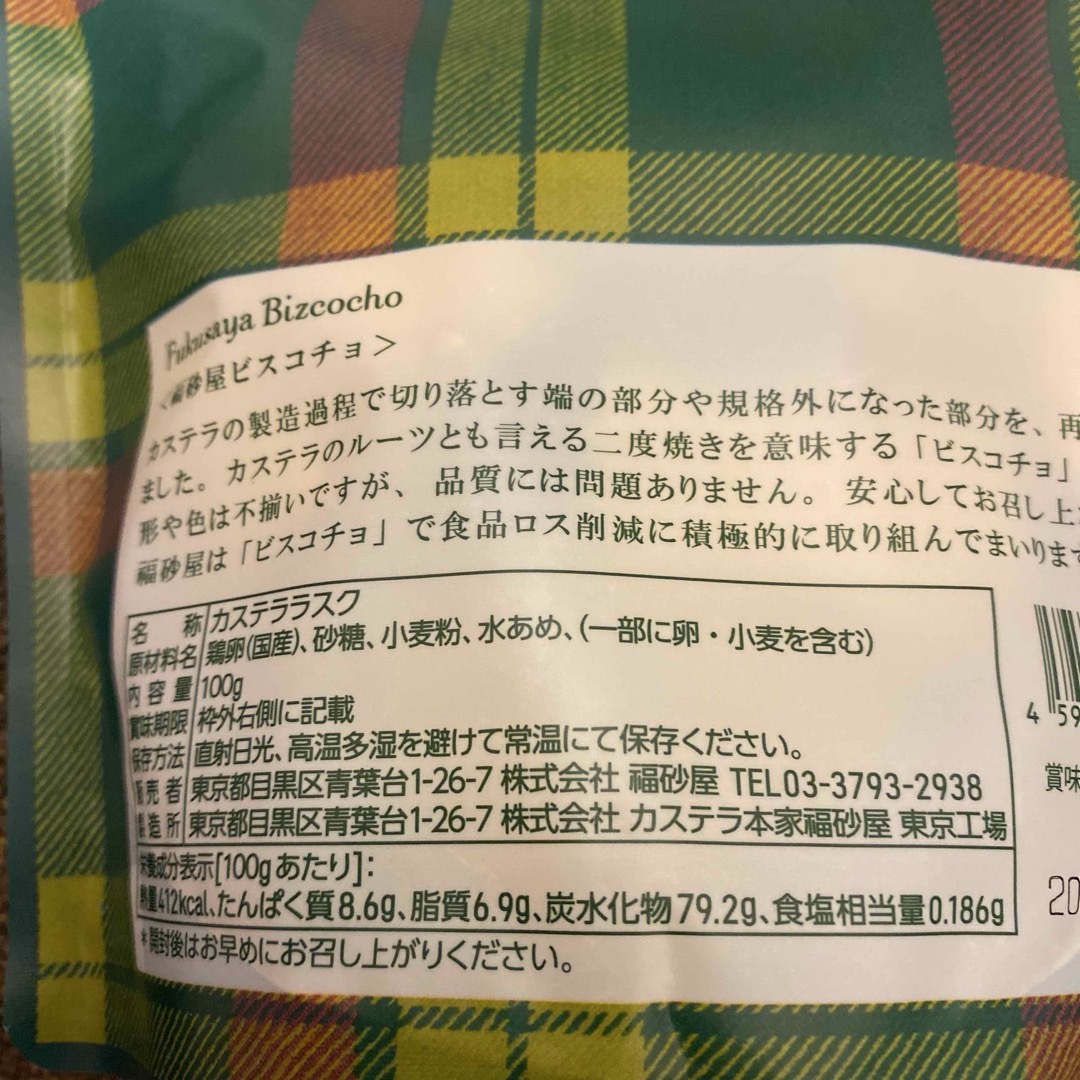 Fukusaya Bizcocho
＜福砂屋ビスコチョ＞
カステラの製造過程で切り落とす端の部分や規格外になった部分を、再
ました。カステラのルーツとも言える二度焼きを意味する「ビスコチョ」
形や色は不揃いですが、品質には問題ありません。安心してお召し上
福砂屋は「ビスコチョ」で食品ロス削減に積極的に取り組んでまいります
名称 カステララスク
原材料名 鶏卵(国産)、砂糖、小麦粉、水あめ、(一部に卵・小麦を含む)
内容量 100g
賞味期限 枠外右側に記載
保存方法 直射日光、高温多湿を避けて常温にて保存ください。
販売者 東京都目黒区青葉台1-26-7 株式会社 福砂屋 TEL03-3793-2938
製造所 東京都目黒区青葉台1-26-7 株式会社 カステラ本家福砂屋 東京工場
栄養成分表示[100gあたり]：
熱量412kcal、たんぱく質8.6g、脂質6.9g、炭水化物79.2g、食塩相当量0.186g
＊開封後はお早めにお召し上がりください。
4 59
賞味
20